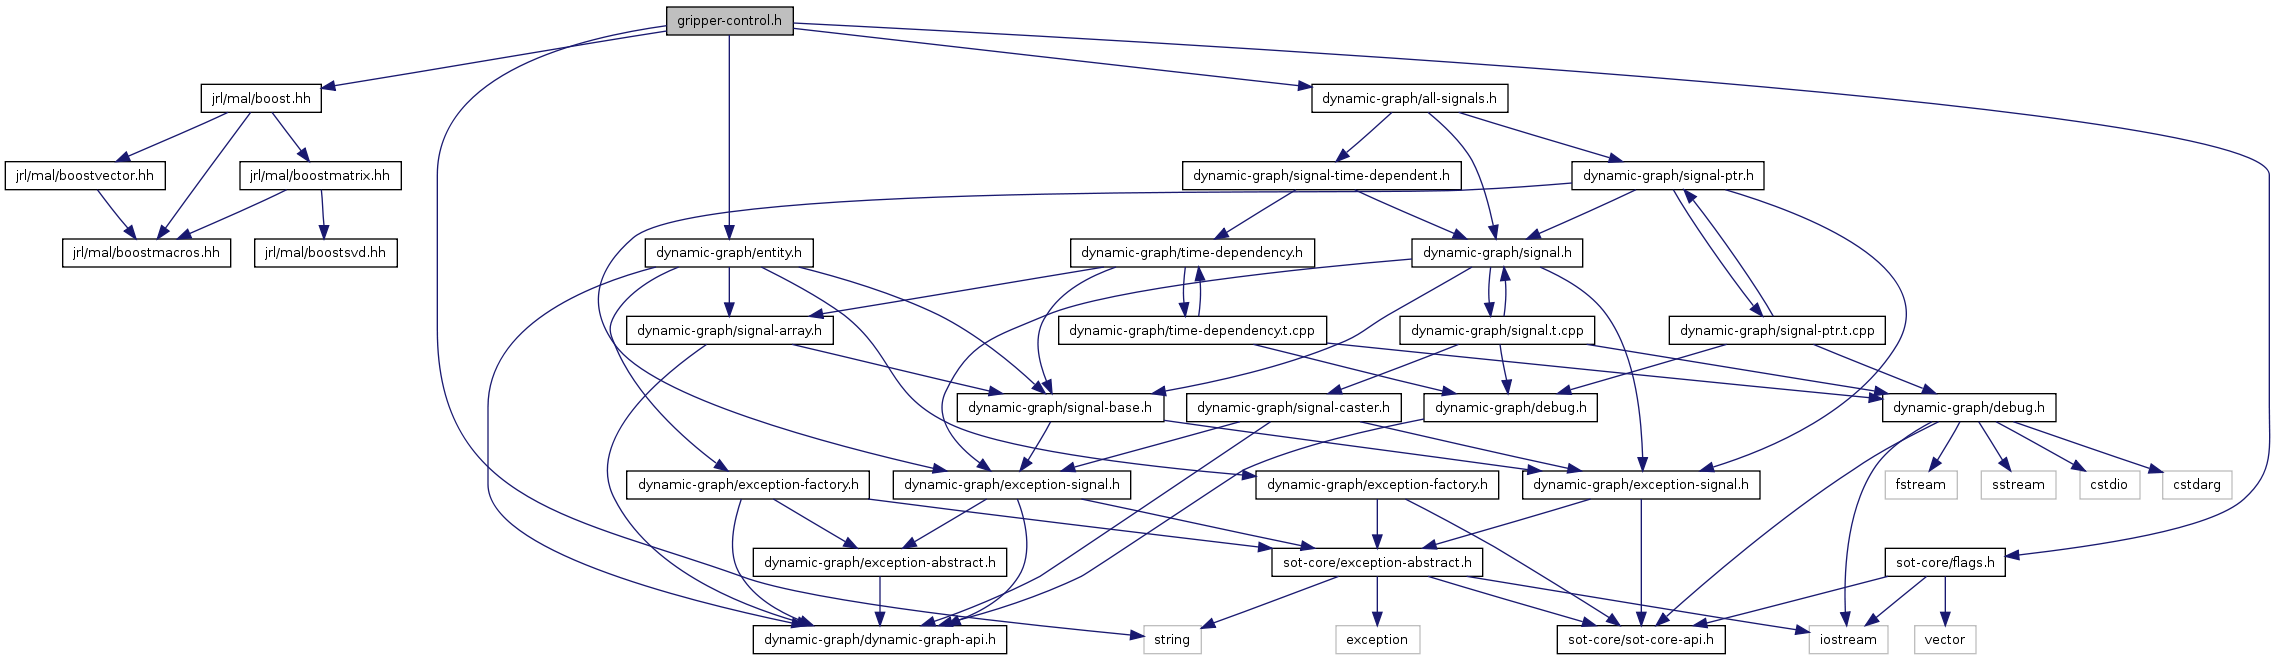 gripper-control.h
jrl/mal/boost.hh
dynamic-graph/all-signals.h
jrl/mal/boostvector.hh
jrl/mal/boostmatrix.hh
dynamic-graph/signal-time-dependent.h
dynamic-graph/signal-ptr.h
jrl/mal/boostmacros.hh
jrl/mal/boostsvd.hh
dynamic-graph/entity.h
dynamic-graph/time-dependency.h
dynamic-graph/signal.h
dynamic-graph/signal-array.h
dynamic-graph/time-dependency.t.cpp
dynamic-graph/signal.t.cpp
dynamic-graph/signal-ptr.t.cpp
dynamic-graph/signal-base.h
dynamic-graph/signal-caster.h
dynamic-graph/debug.h
dynamic-graph/debug.h
dynamic-graph/exception-factory.h
dynamic-graph/exception-signal.h
dynamic-graph/exception-factory.h
dynamic-graph/exception-signal.h
fstream
sstream
cstdio
cstdarg
dynamic-graph/exception-abstract.h
sot-core/exception-abstract.h
sot-core/flags.h
dynamic-graph/dynamic-graph-api.h
string
exception
sot-core/sot-core-api.h
iostream
vector